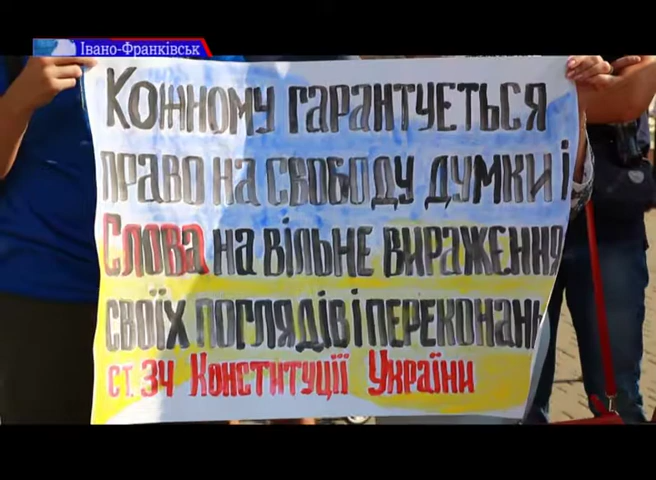 Івано-Франківськ
Кожному гарантується
право на свободу думки і
Слова на вільне вираження
своїх поглядів і переконань
ст. 34 Конституції України